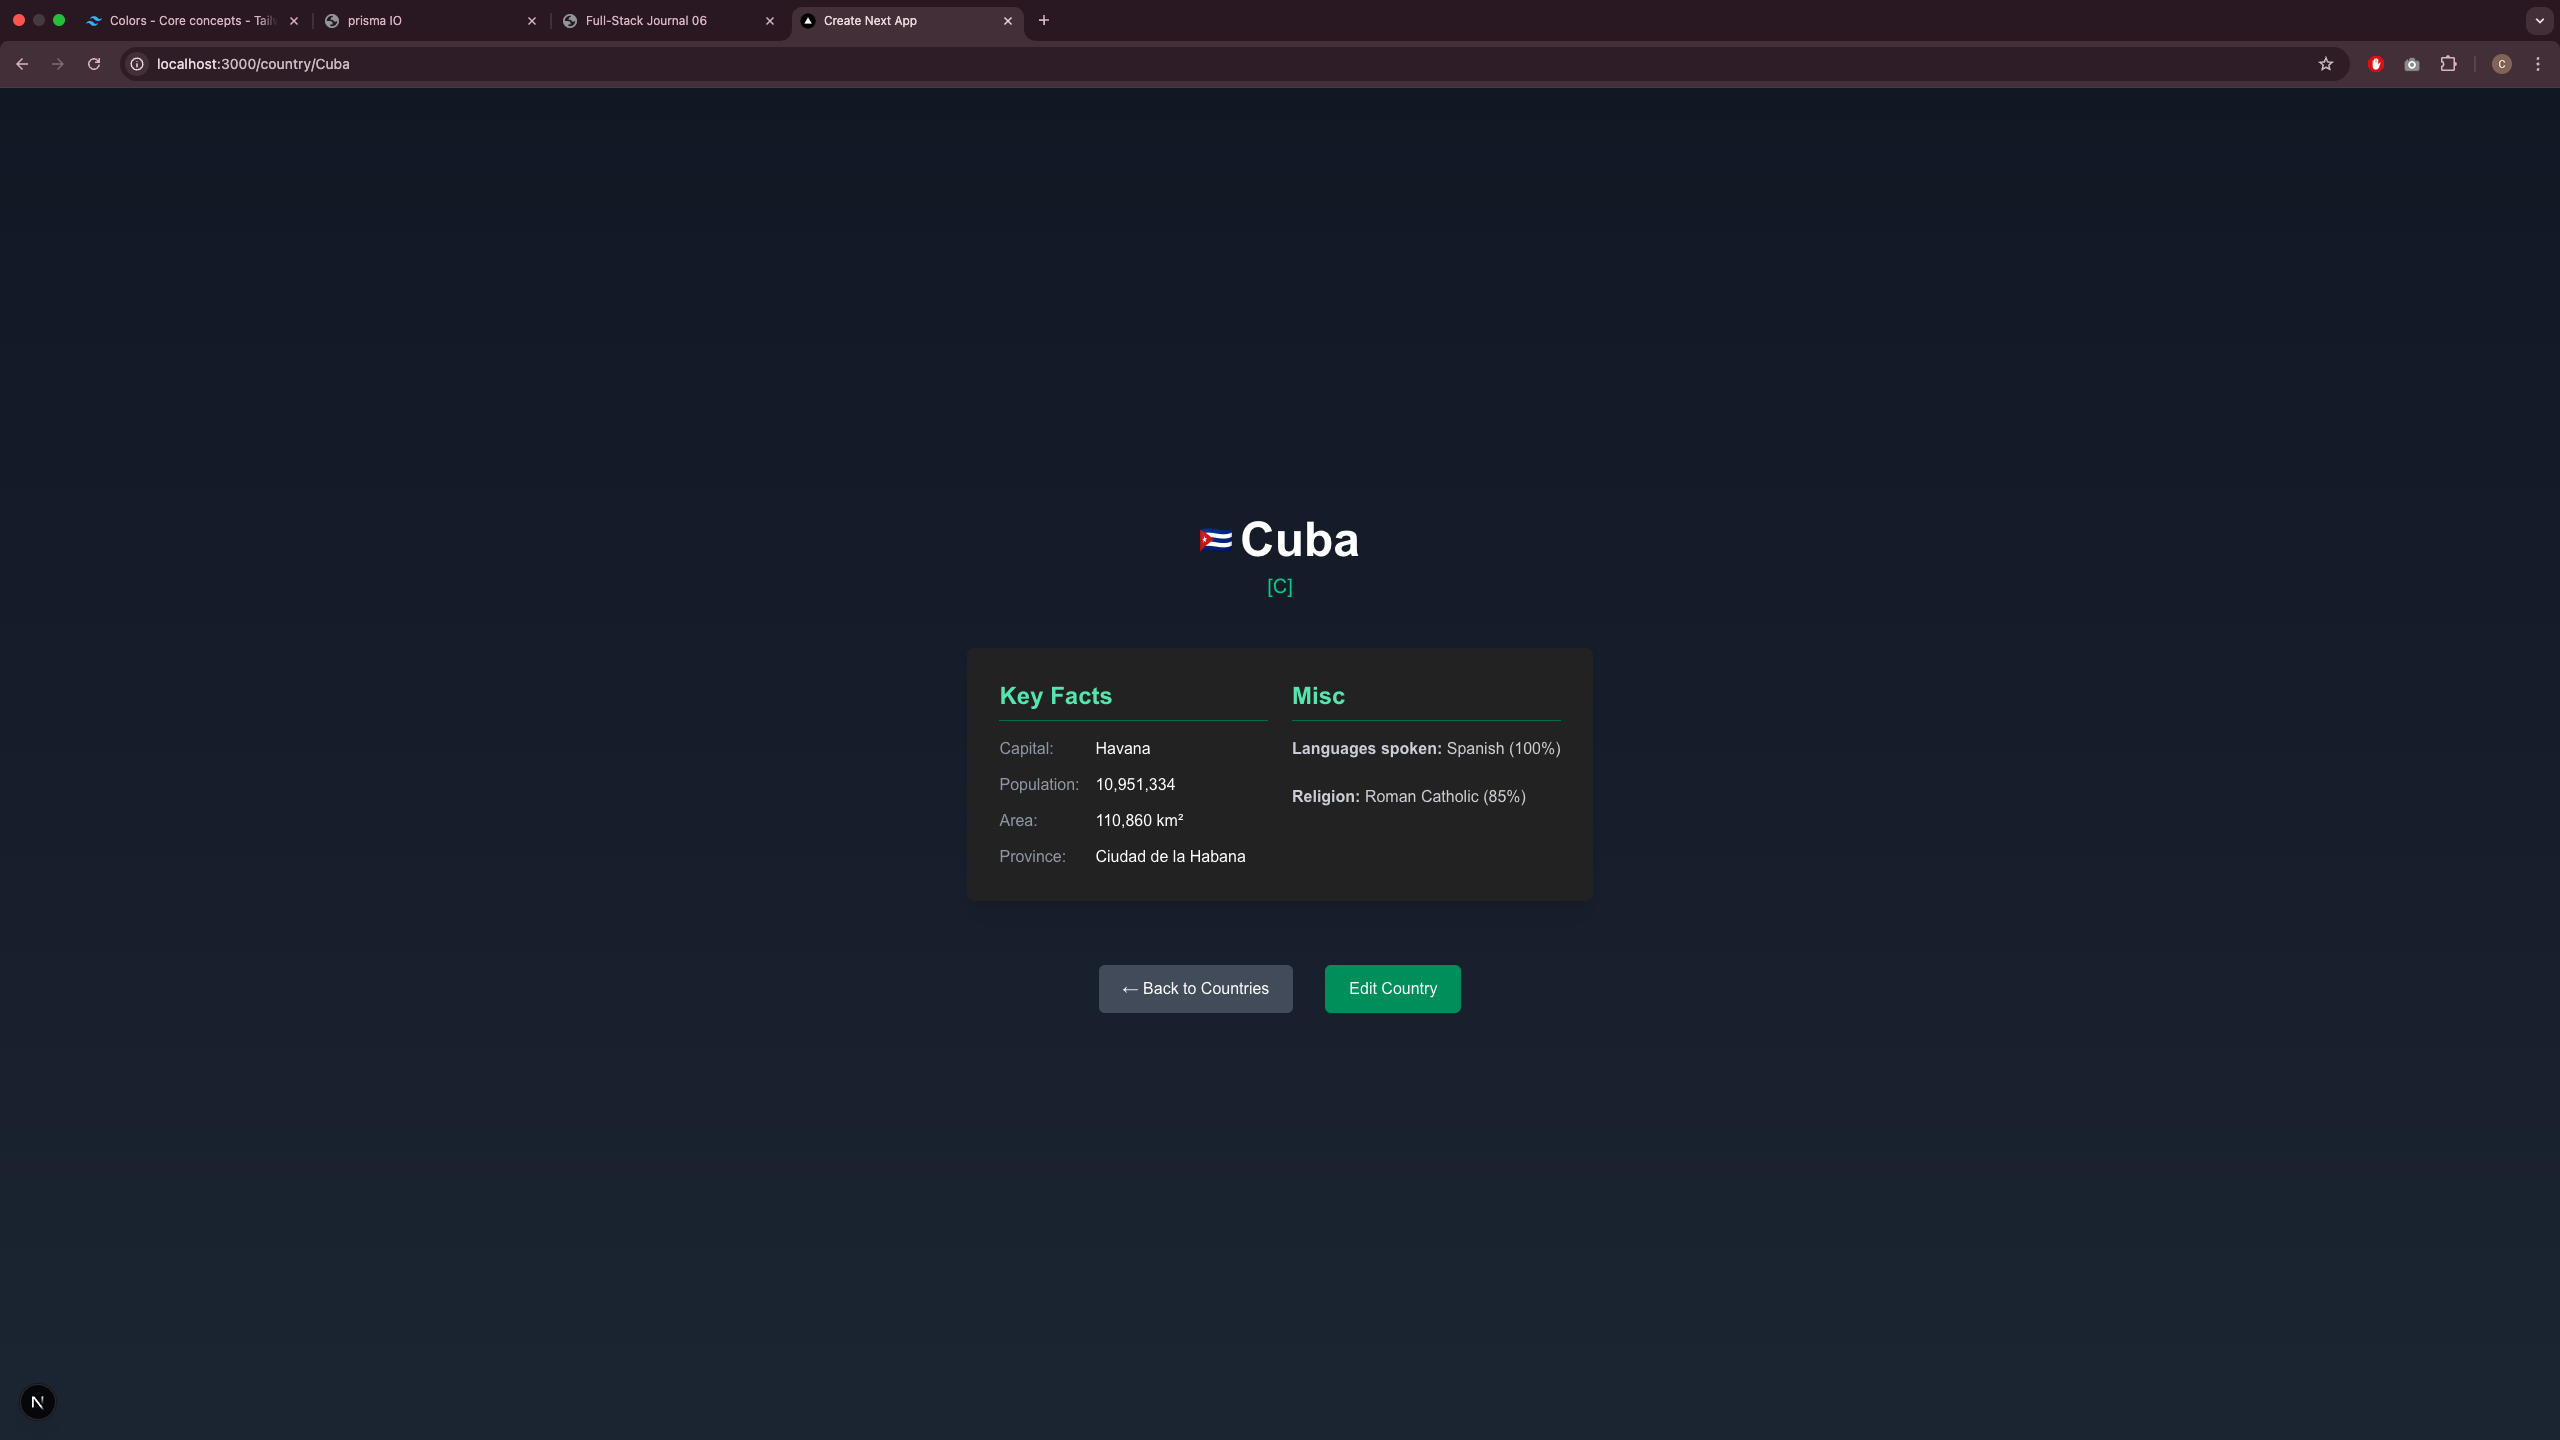 Colors - Core concepts - Tail
prisma IO
Full-Stack Journal 06
Create Next App
localhost:3000/country/Cuba
C
Cuba
[C]
Key Facts
Misc
Capital: Havana
Languages spoken: Spanish (100%)
Population: 10,951,334
Religion: Roman Catholic (85%)
Area: 110,860 km²
Province: Ciudad de la Habana
← Back to Countries
Edit Country
N